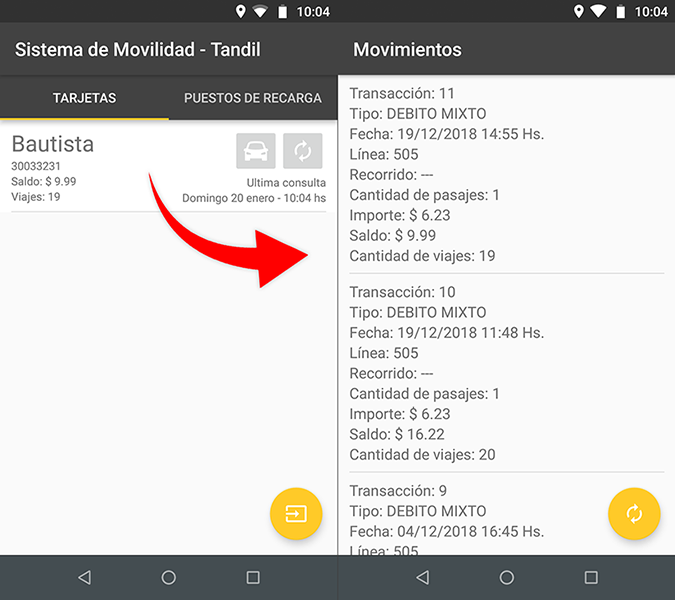 10:04
Sistema de Movilidad - Tandil
TARJETAS
PUESTOS DE RECARGA
Bautista
30033231
Saldo: $ 9.99
Viajes: 19
Ultima consulta
Domingo 20 enero - 10:04 hs
10:04
Movimientos
Transacción: 11
Tipo: DEBITO MIXTO
Fecha: 19/12/2018 14:55 Hs.
Línea: 505
Recorrido: ---
Cantidad de pasajes: 1
Importe: $ 6.23
Saldo: $ 9.99
Cantidad de viajes: 19
Transacción: 10
Tipo: DEBITO MIXTO
Fecha: 19/12/2018 11:48 Hs.
Línea: 505
Recorrido: ---
Cantidad de pasajes: 1
Importe: $ 6.23
Saldo: $ 16.22
Cantidad de viajes: 20
Transacción: 9
Tipo: DEBITO MIXTO
Fecha: 04/12/2018 16:45 Hs.
Línea: 505